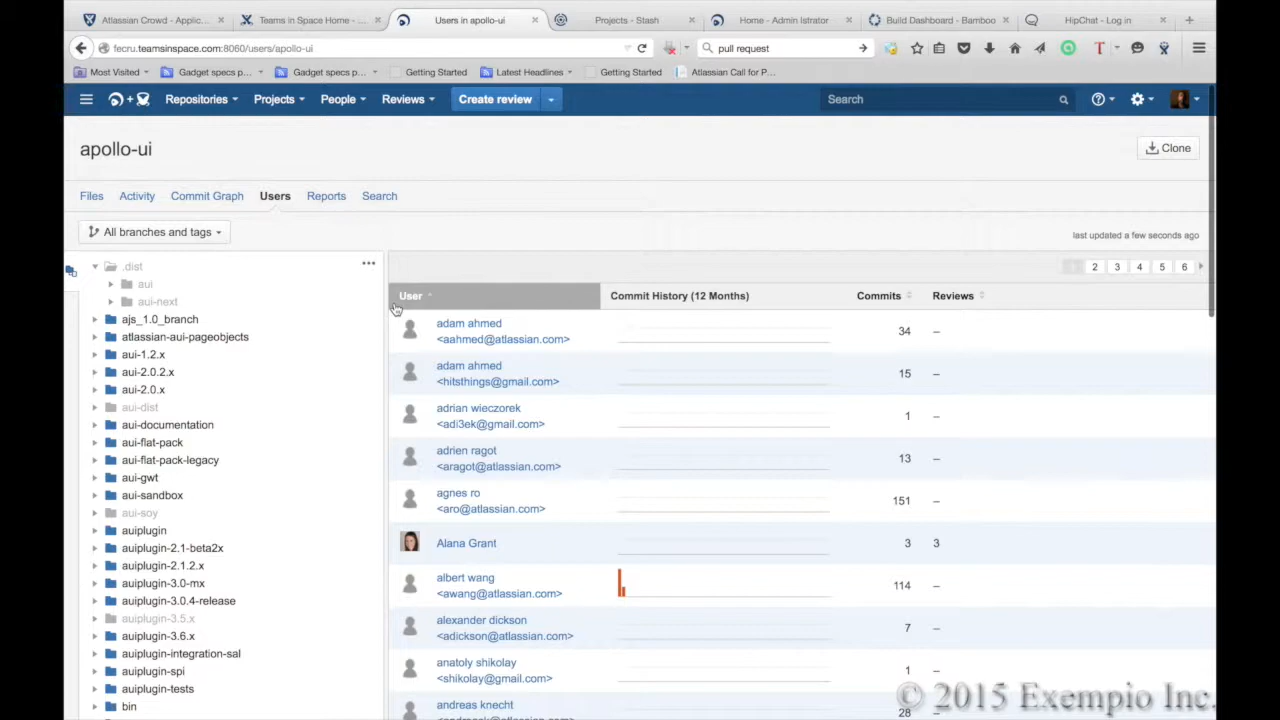 Atlassian Crowd - Applic...
Teams in Space Home - ...
Users in apollo-ui
Projects - Stash
Home - Admin Istrator
Build Dashboard - Bamboo
HipChat - Log in
fecru.teamsinspace.com:8060/users/apollo-ui
pull request
Most Visited
Gadget specs p...
Gadget specs p...
Getting Started
Latest Headlines
Getting Started
Atlassian Call for P...
Repositories
Projects
People
Reviews
Create review
Search
apollo-ui
Clone
Files
Activity
Commit Graph
Users
Reports
Search
All branches and tags
last updated a few seconds ago
.dist
aui
aui-next
ajs_1.0_branch
atlassian-aui-pageobjects
aui-1.2.x
aui-2.0.2.x
aui-2.0.x
aui-dist
aui-documentation
aui-flat-pack
aui-flat-pack-legacy
aui-gwt
aui-sandbox
aui-soy
auiplugin
auiplugin-2.1-beta2x
auiplugin-2.1.2.x
auiplugin-3.0-mx
auiplugin-3.0.4-release
auiplugin-3.5.x
auiplugin-3.6.x
auiplugin-integration-sal
auiplugin-spi
auiplugin-tests
bin
2 3 4 5 6
User Commit History (12 Months) Commits Reviews
adam ahmed
<aahmed@atlassian.com>
34 –
adam ahmed
<hitsthings@gmail.com>
15 –
adrian wieczorek
<adi3ek@gmail.com>
1 –
adrien ragot
<aragot@atlassian.com>
13 –
agnes ro
<aro@atlassian.com>
151 –
Alana Grant 3 3
albert wang
<awang@atlassian.com>
114 –
alexander dickson
<adickson@atlassian.com>
7 –
anatoly shikolay
<shikolay@gmail.com>
1 –
andreas knecht
28
© 2015 Exempio Inc.